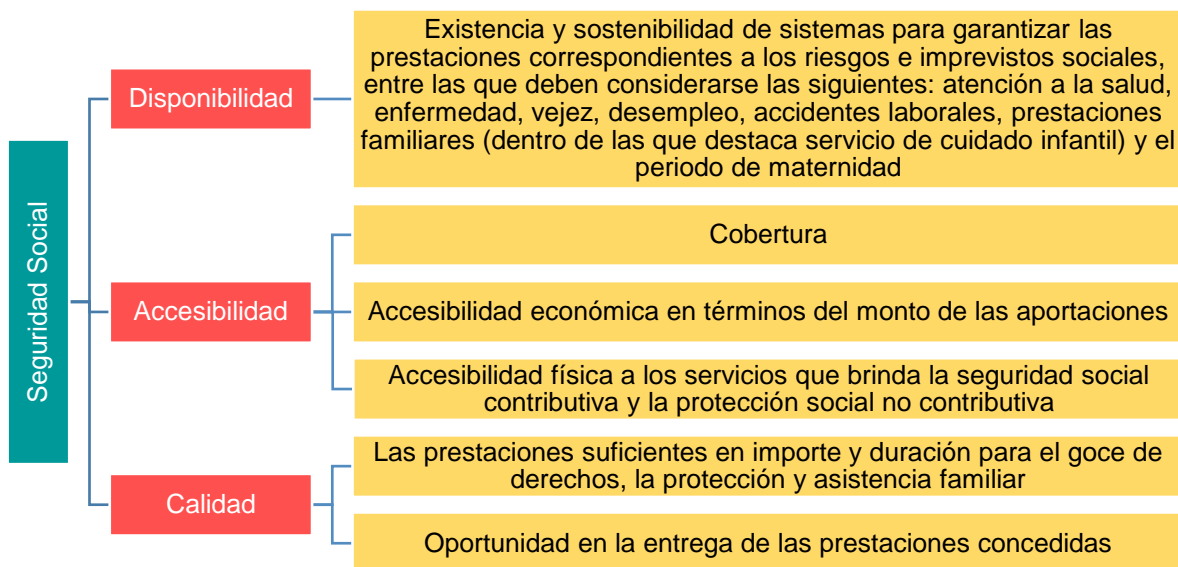 Seguridad Social
Disponibilidad
Existencia y sostenibilidad de sistemas para garantizar las
prestaciones correspondientes a los riesgos e imprevistos sociales,
entre las que deben considerarse las siguientes: atención a la salud,
enfermedad, vejez, desempleo, accidentes laborales, prestaciones
familiares (dentro de las que destaca servicio de cuidado infantil) y el
periodo de maternidad
Accesibilidad
Cobertura
Accesibilidad económica en términos del monto de las aportaciones
Accesibilidad física a los servicios que brinda la seguridad social
contributiva y la protección social no contributiva
Calidad
Las prestaciones suficientes en importe y duración para el goce de
derechos, la protección y asistencia familiar
Oportunidad en la entrega de las prestaciones concedidas